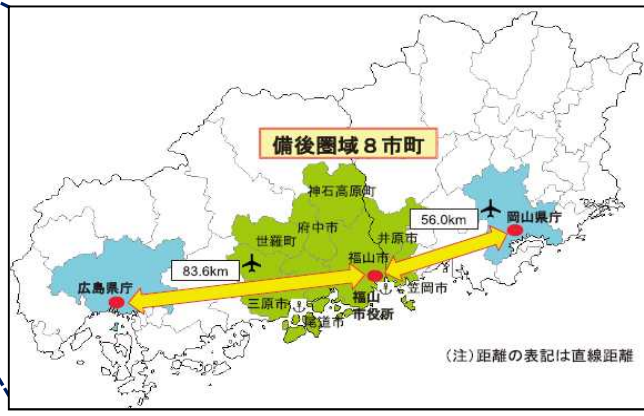 備後圏域8市町
神石高原町
府中市
世羅町
井原市
56.0km
岡山県庁
83.6km
福山市
広島県庁
福山
市役所
笠岡市
三原市
尾道市
(注)距離の表記は直線距離